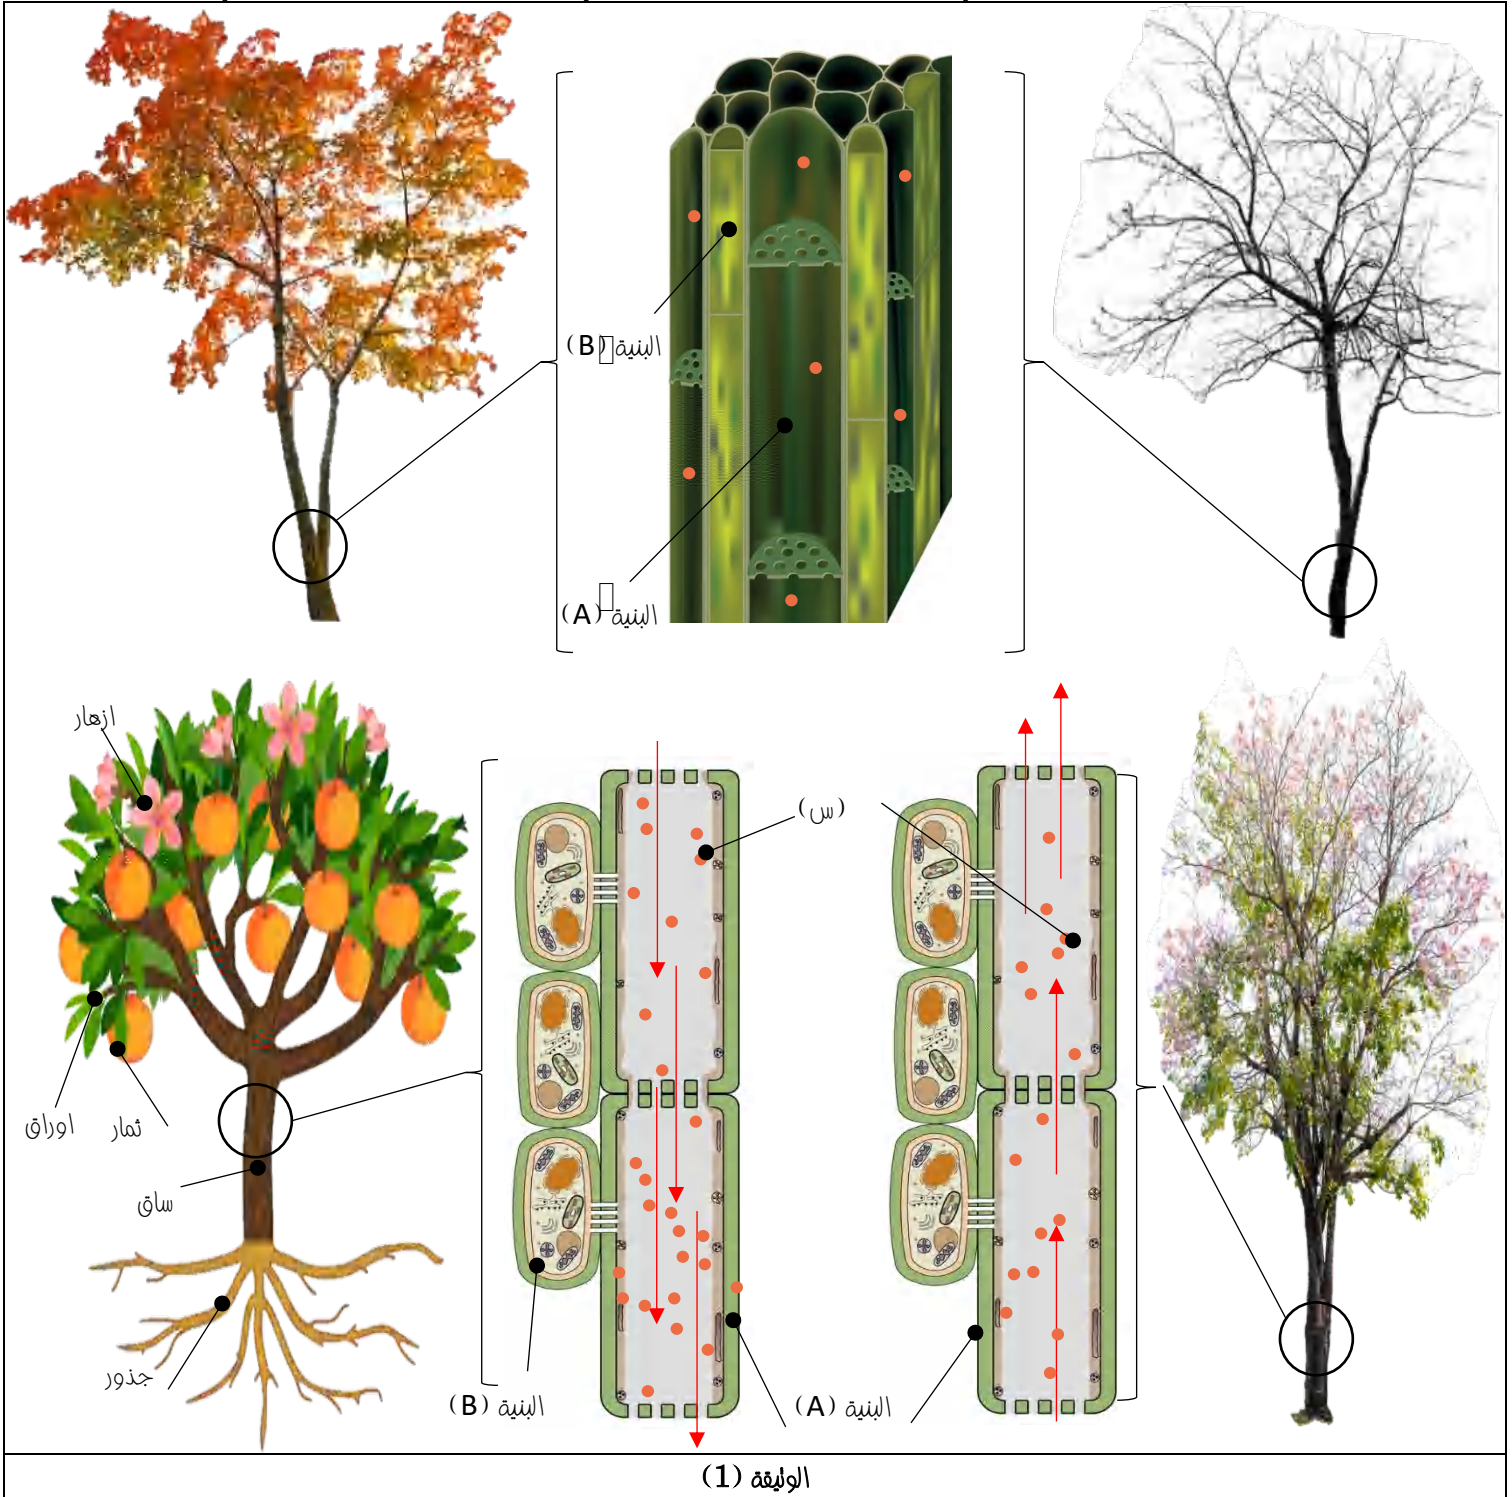 البنية (B)
البنية (A)
ازهار
(س)
اوراق
ثمار
ساق
جذور
البنية (B)
البنية (A)
الوثيقة (1)